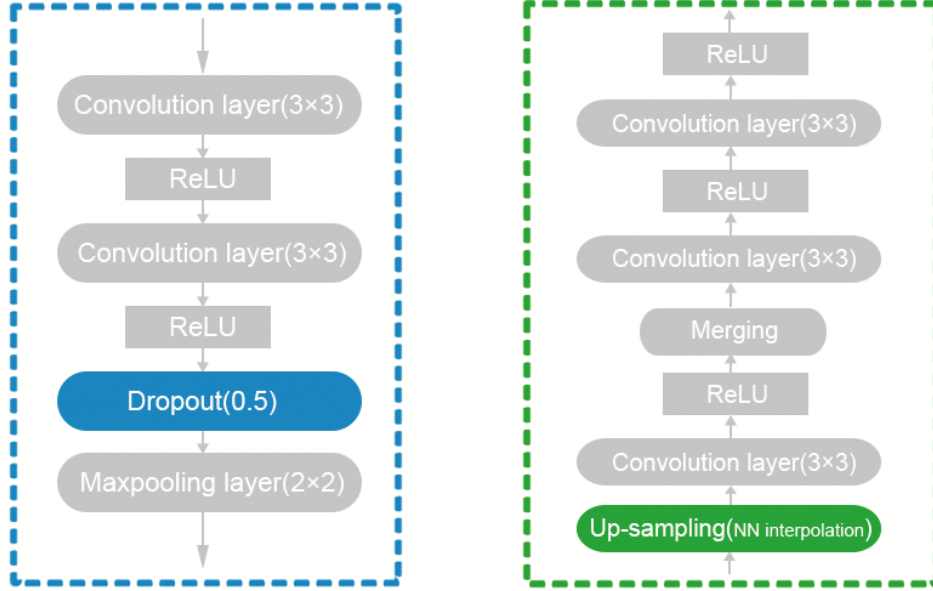 Convolution layer(3×3)
ReLU
Convolution layer(3×3)
ReLU
Dropout(0.5)
Maxpooling layer(2×2)
ReLU
Convolution layer(3×3)
ReLU
Convolution layer(3×3)
Merging
ReLU
Convolution layer(3×3)
Up-sampling(NN interpolation)